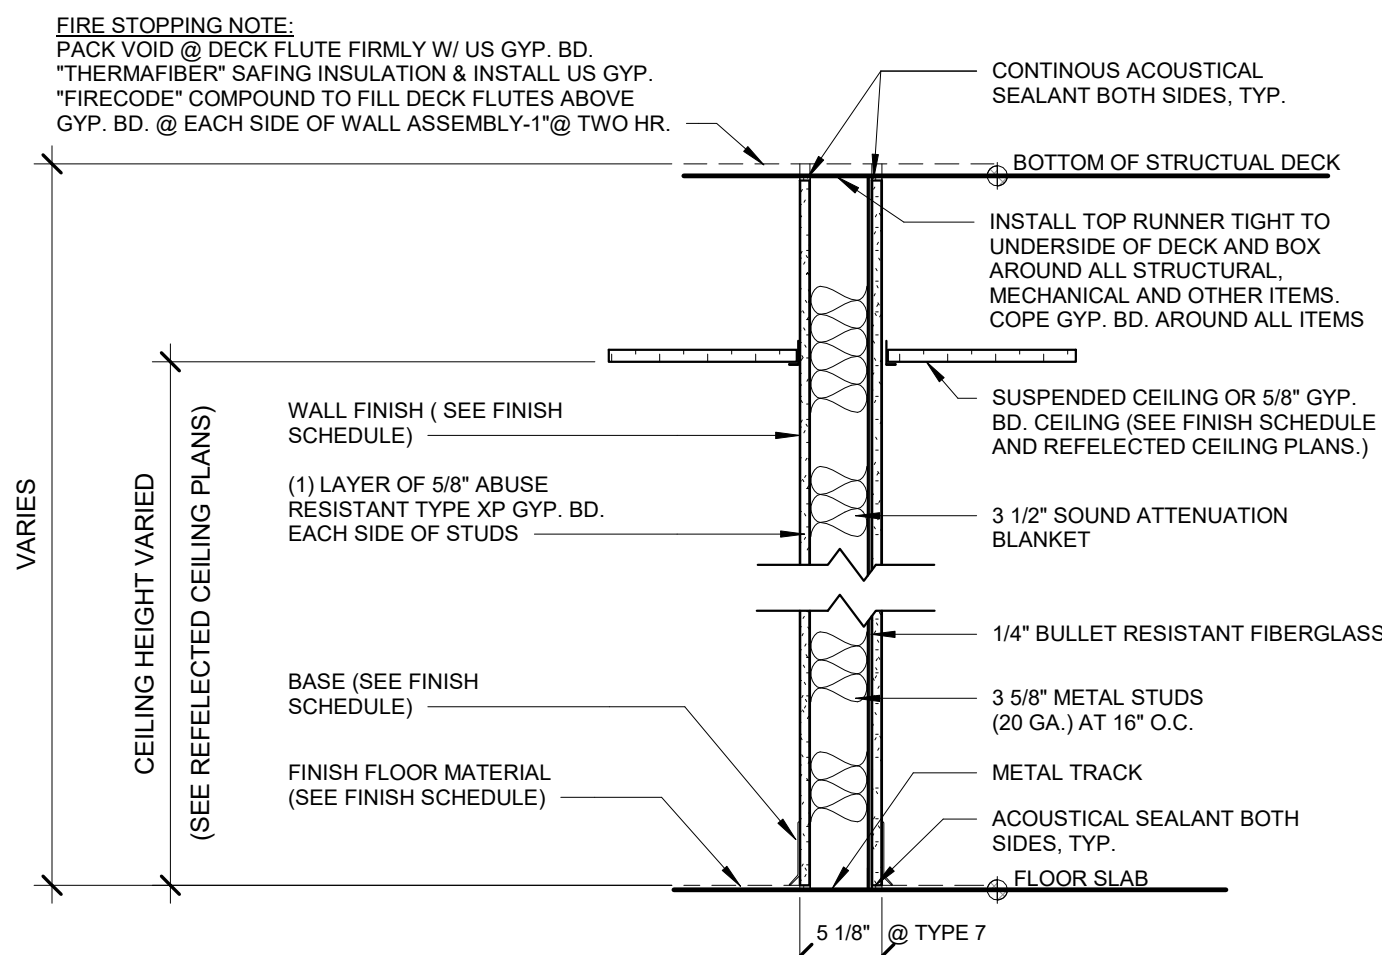 FIRE STOPPING NOTE:
PACK VOID @ DECK FLUTE FIRMLY W/ US GYP. BD.
"THERMAFIBER" SAFING INSULATION & INSTALL US GYP.
"FIRECODE" COMPOUND TO FILL DECK FLUTES ABOVE
GYP. BD. @ EACH SIDE OF WALL ASSEMBLY-1"@ TWO HR.
CONTINOUS ACOUSTICAL
SEALANT BOTH SIDES, TYP.
BOTTOM OF STRUCTUAL DECK
INSTALL TOP RUNNER TIGHT TO
UNDERSIDE OF DECK AND BOX
AROUND ALL STRUCTURAL,
MECHANICAL AND OTHER ITEMS.
COPE GYP. BD. AROUND ALL ITEMS
SUSPENDED CEILING OR 5/8" GYP.
BD. CEILING (SEE FINISH SCHEDULE
AND REFELECTED CEILING PLANS.)
VARIES
CEILING HEIGHT VARIED
(SEE REFELECTED CEILING PLANS)
WALL FINISH ( SEE FINISH
SCHEDULE)
(1) LAYER OF 5/8" ABUSE
RESISTANT TYPE XP GYP. BD.
EACH SIDE OF STUDS
3 1/2" SOUND ATTENUATION
BLANKET
1/4" BULLET RESISTANT FIBERGLASS
BASE (SEE FINISH
SCHEDULE)
3 5/8" METAL STUDS
(20 GA.) AT 16" O.C.
FINISH FLOOR MATERIAL
(SEE FINISH SCHEDULE)
METAL TRACK
ACOUSTICAL SEALANT BOTH
SIDES, TYP.
FLOOR SLAB
5 1/8" @ TYPE 7